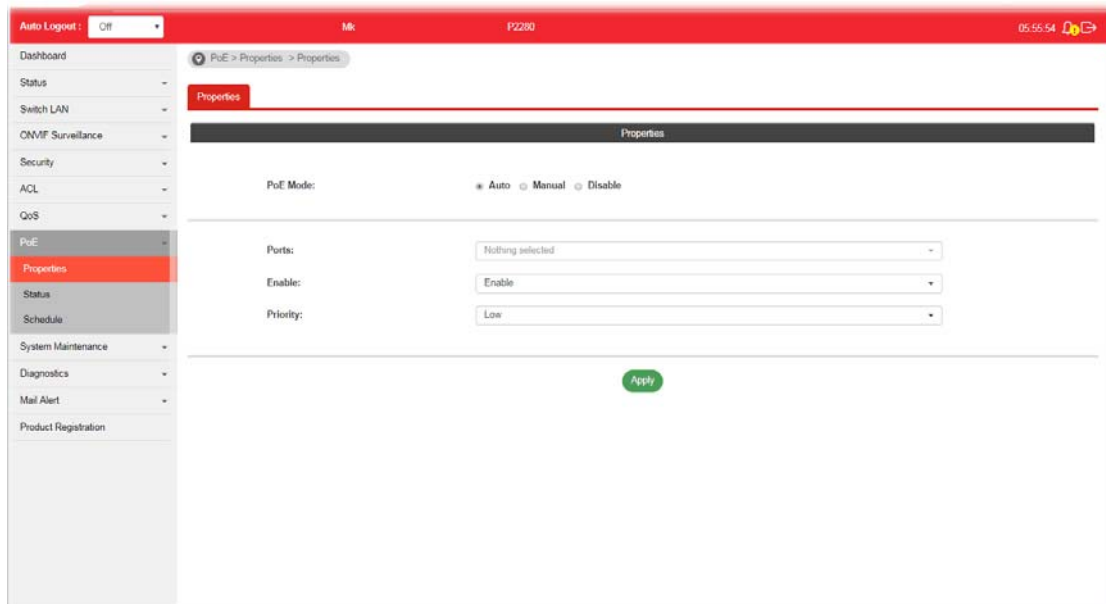 Auto Logout : Off P2280 05:55:54
Dashboard
PoE > Properties > Properties
Status
Switch LAN
Properties
ONVIF Surveillance
Properties
Security
ACL
PoE Mode: Auto Manual Disable
QoS
PoE
Ports: Nothing selected
Properties
Enable: Enable
Status
Priority: Low
Schedule
System Maintenance
Diagnostics
Apply
Mail Alert
Product Registration